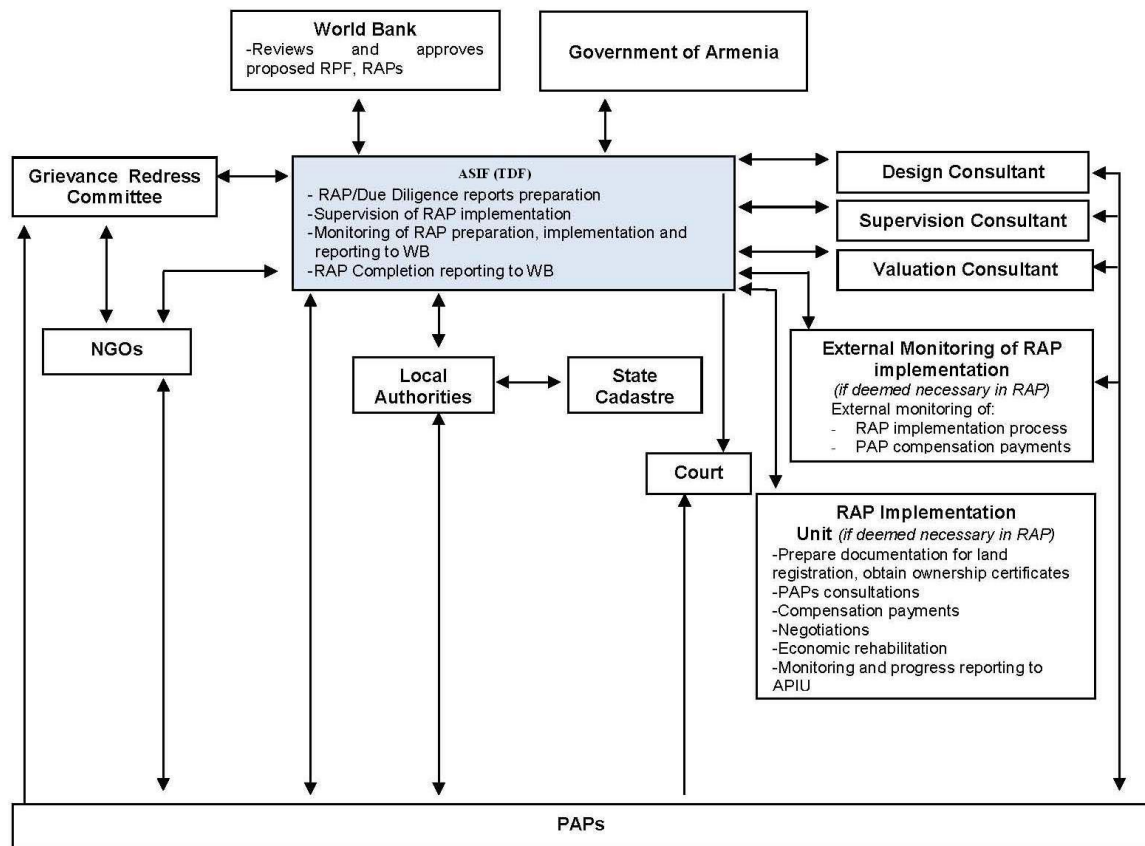 World Bank
-Reviews and approves
proposed RPF, RAPs
Government of Armenia
Grievance Redress
Committee
ASIF (TDF)
- RAP/Due Diligence reports preparation
-Supervision of RAP implementation
-Monitoring of RAP preparation, implementation and
reporting to WB
-RAP Completion reporting to WB
Design Consultant
Supervision Consultant
Valuation Consultant
NGOs
Local
Authorities
State
Cadastre
External Monitoring of RAP
implementation
(if deemed necessary in RAP)
External monitoring of:
- RAP implementation process
- PAP compensation payments
Court
RAP Implementation
Unit (if deemed necessary in RAP)
-Prepare documentation for land
registration, obtain ownership certificates
-PAPs consultations
-Compensation payments
-Negotiations
-Economic rehabilitation
-Monitoring and progress reporting to
APIU
PAPs